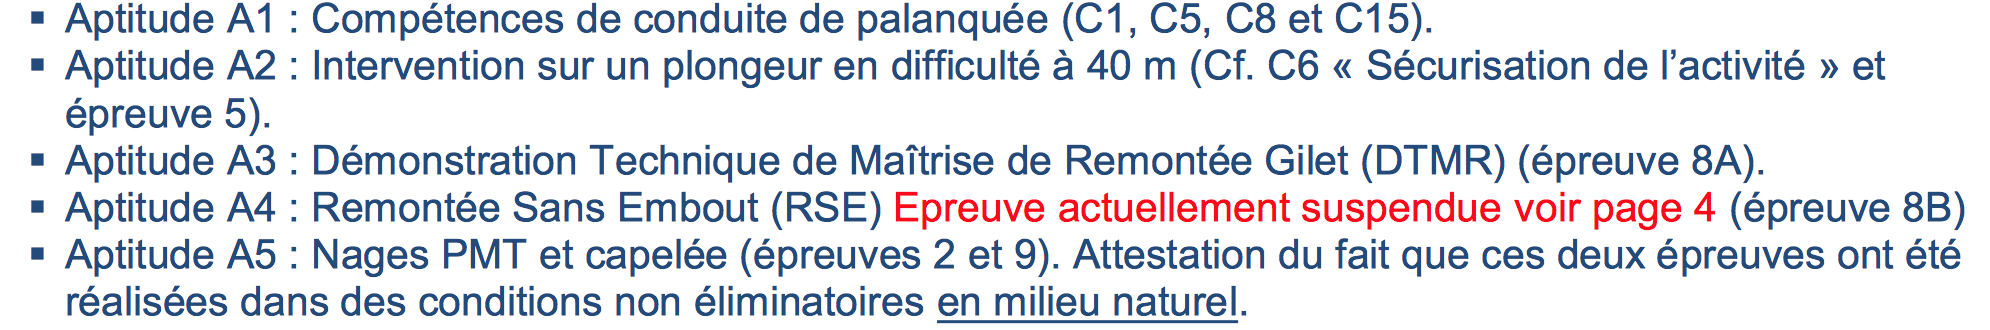 ▪ Aptitude A1 : Compétences de conduite de palanquée (C1, C5, C8 et C15).
▪ Aptitude A2 : Intervention sur un plongeur en difficulté à 40 m (Cf. C6 « Sécurisation de l’activité » et
épreuve 5).
▪ Aptitude A3 : Démonstration Technique de Maîtrise de Remontée Gilet (DTMR) (épreuve 8A).
▪ Aptitude A4 : Remontée Sans Embout (RSE) Epreuve actuellement suspendue voir page 4 (épreuve 8B)
▪ Aptitude A5 : Nages PMT et capelée (épreuves 2 et 9). Attestation du fait que ces deux épreuves ont été
réalisées dans des conditions non éliminatoires en milieu naturel.